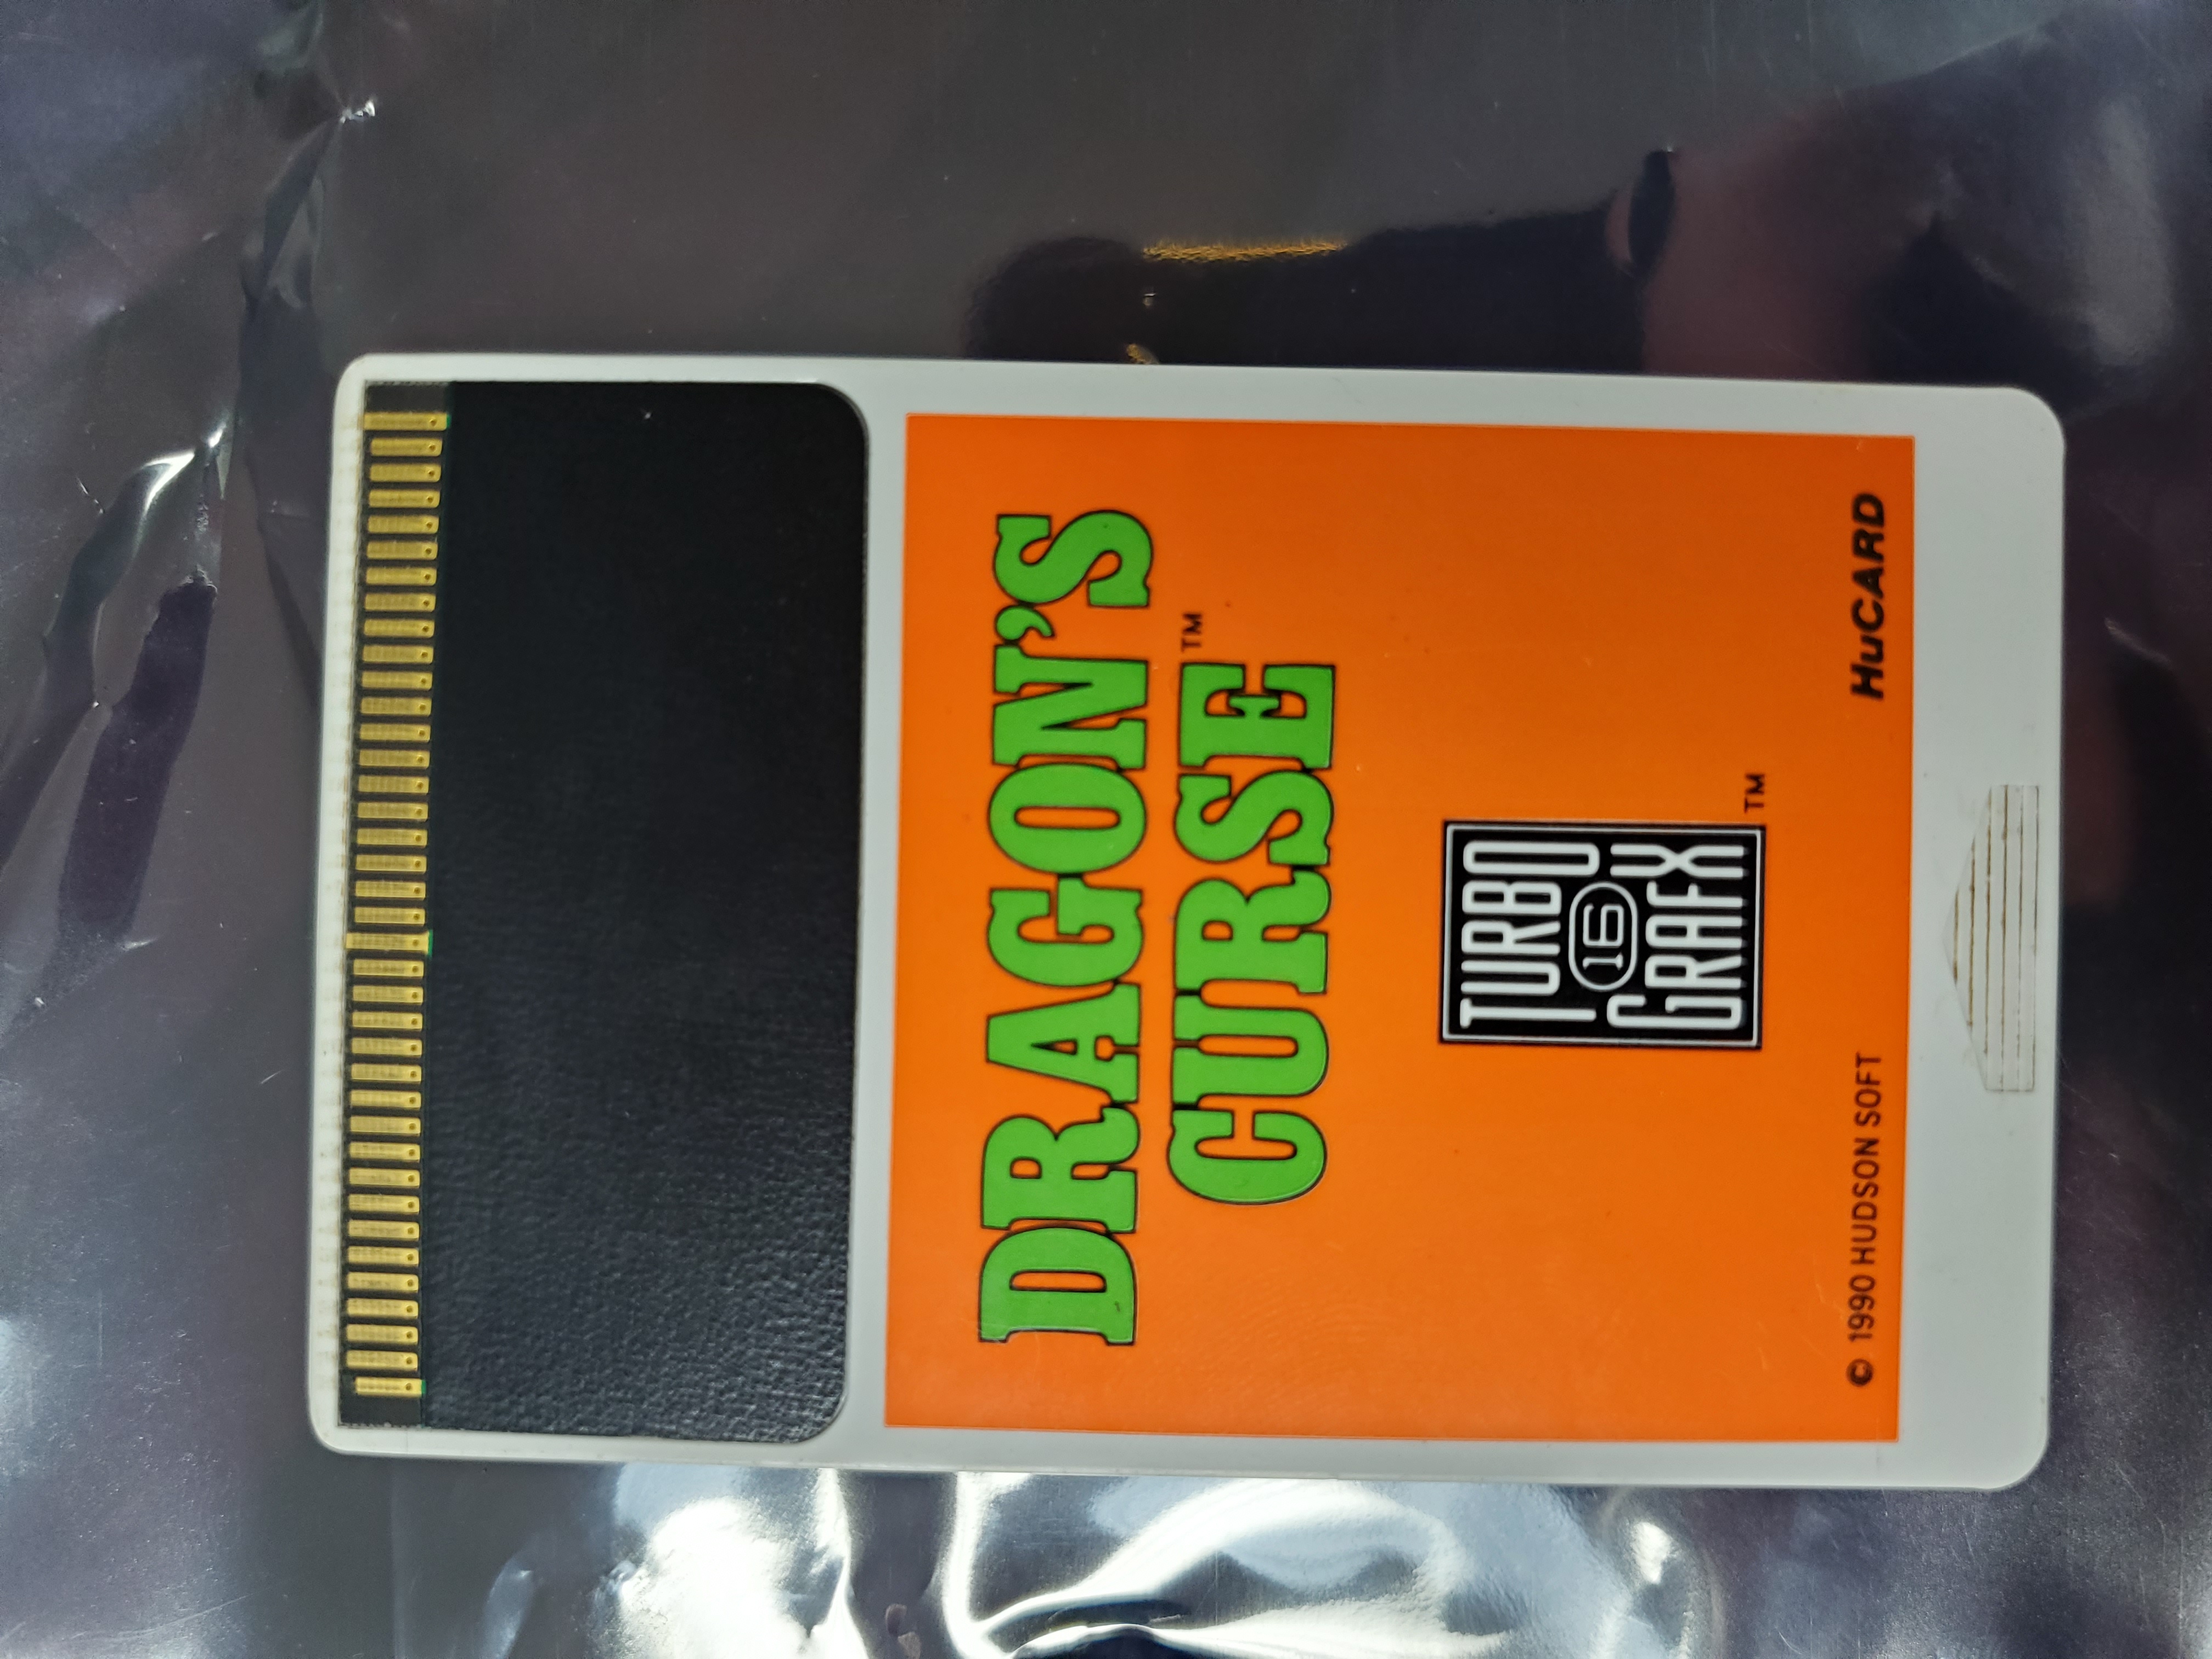 DRAGON'S
CURSE™
TURBO
16
GRAFX™
© 1990 HUDSON SOFT
HuCARD